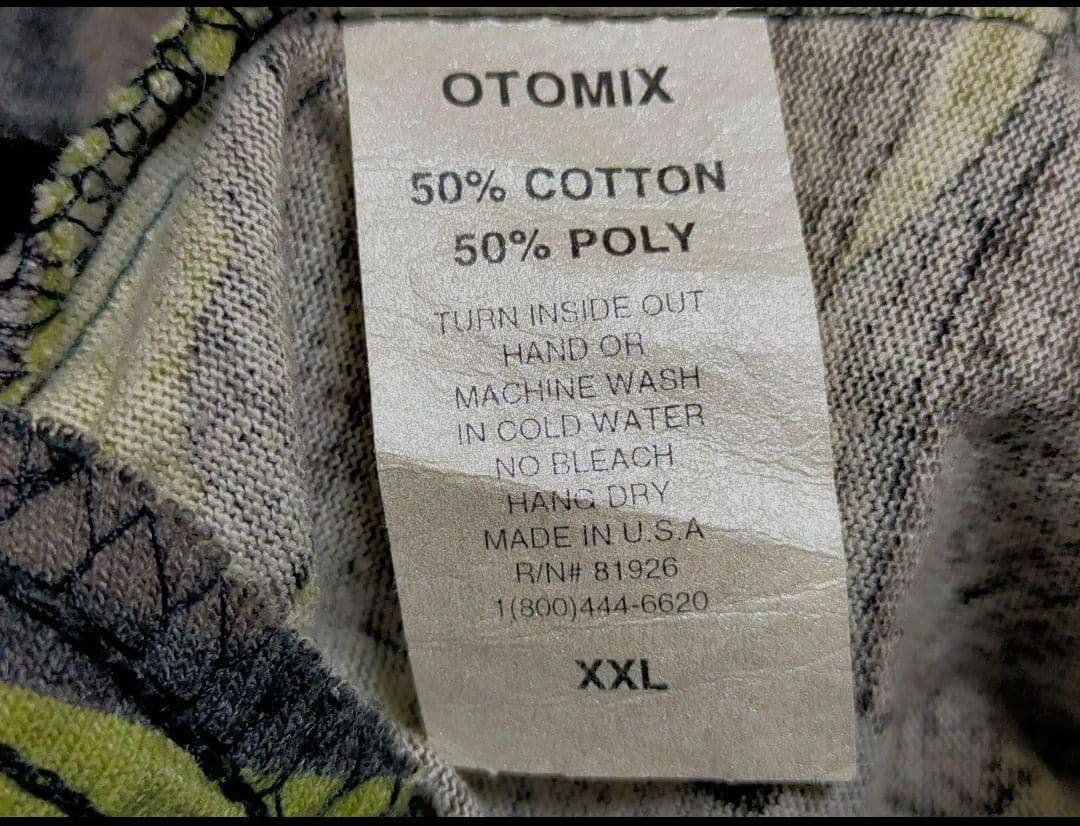 OTOMIX
50% COTTON
50% POLY
TURN INSIDE OUT
HAND OR
MACHINE WASH
IN COLD WATER
NO BLEACH
HANG DRY
MADE IN U.S.A
R/N# 81926
1(800)444-6620
XXL